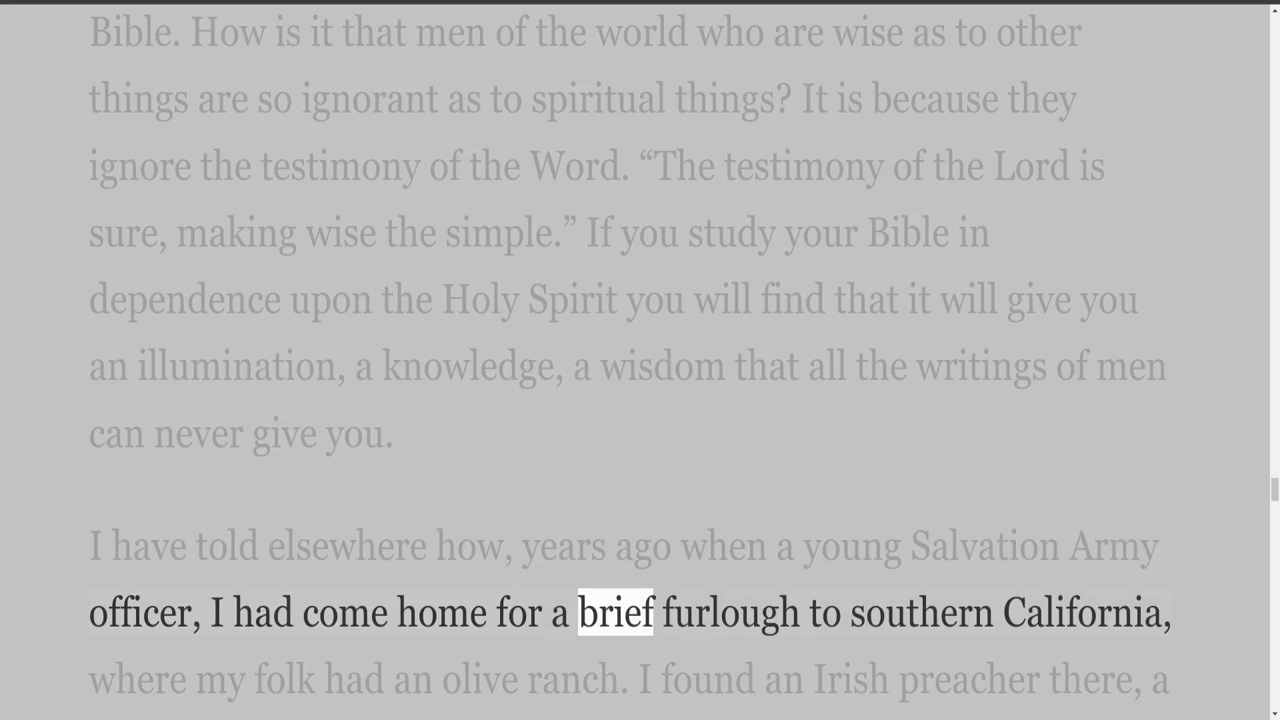 Bible. How is it that men of the world who are wise as to other
things are so ignorant as to spiritual things? It is because they
ignore the testimony of the Word. “The testimony of the Lord is
sure, making wise the simple.” If you study your Bible in
dependence upon the Holy Spirit you will find that it will give you
an illumination, a knowledge, a wisdom that all the writings of men
can never give you.
I have told elsewhere how, years ago when a young Salvation Army
officer, I had come home for a brief furlough to southern California,
where my folk had an olive ranch. I found an Irish preacher there, a